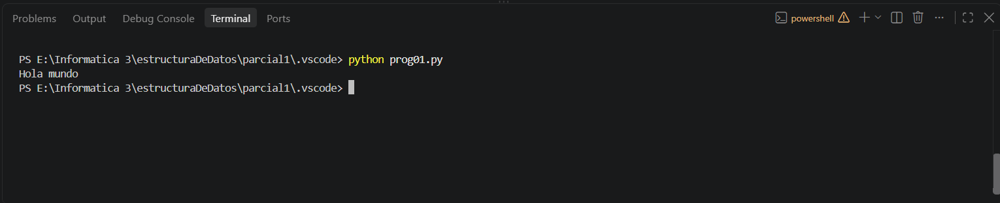 Problems Output Debug Console Terminal Ports powershell
PS E:\Informatica 3\estructuraDeDatos\parcial1\.vscode> python prog01.py
Hola mundo
PS E:\Informatica 3\estructuraDeDatos\parcial1\.vscode>